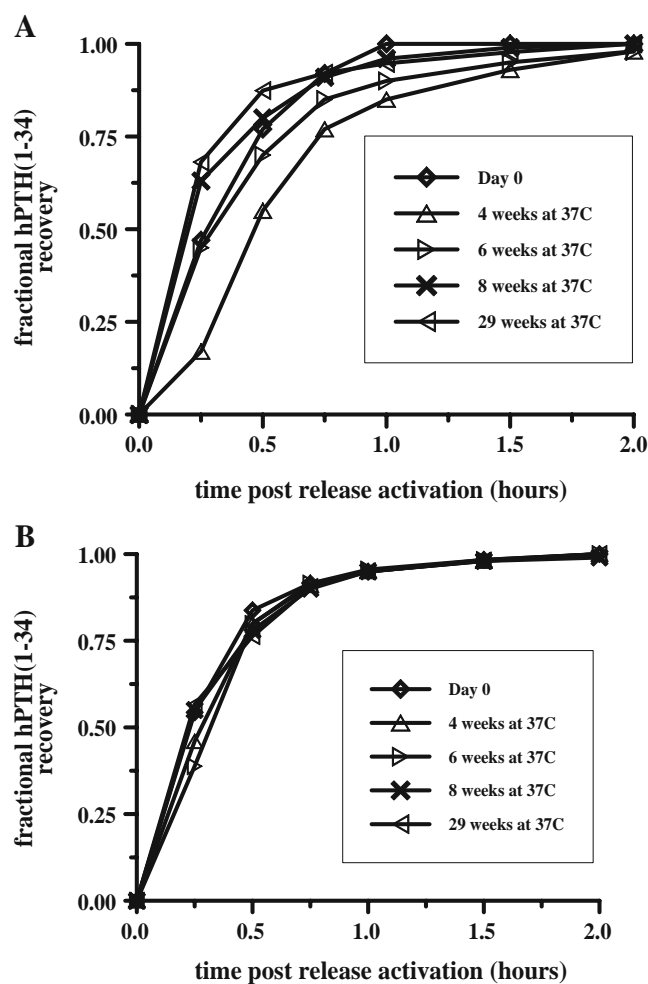 A
fractional hPTH(1-34)
recovery
1.00
0.75
0.50
0.25
0.00
Day 0
4 weeks at 37C
6 weeks at 37C
8 weeks at 37C
29 weeks at 37C
0.0
0.5
1.0
1.5
2.0
time post release activation (hours)
B
fractional hPTH(1-34)
recovery
1.00
0.75
0.50
0.25
0.00
Day 0
4 weeks at 37C
6 weeks at 37C
8 weeks at 37C
29 weeks at 37C
0.0
0.5
1.0
1.5
2.0
time post release activation (hours)